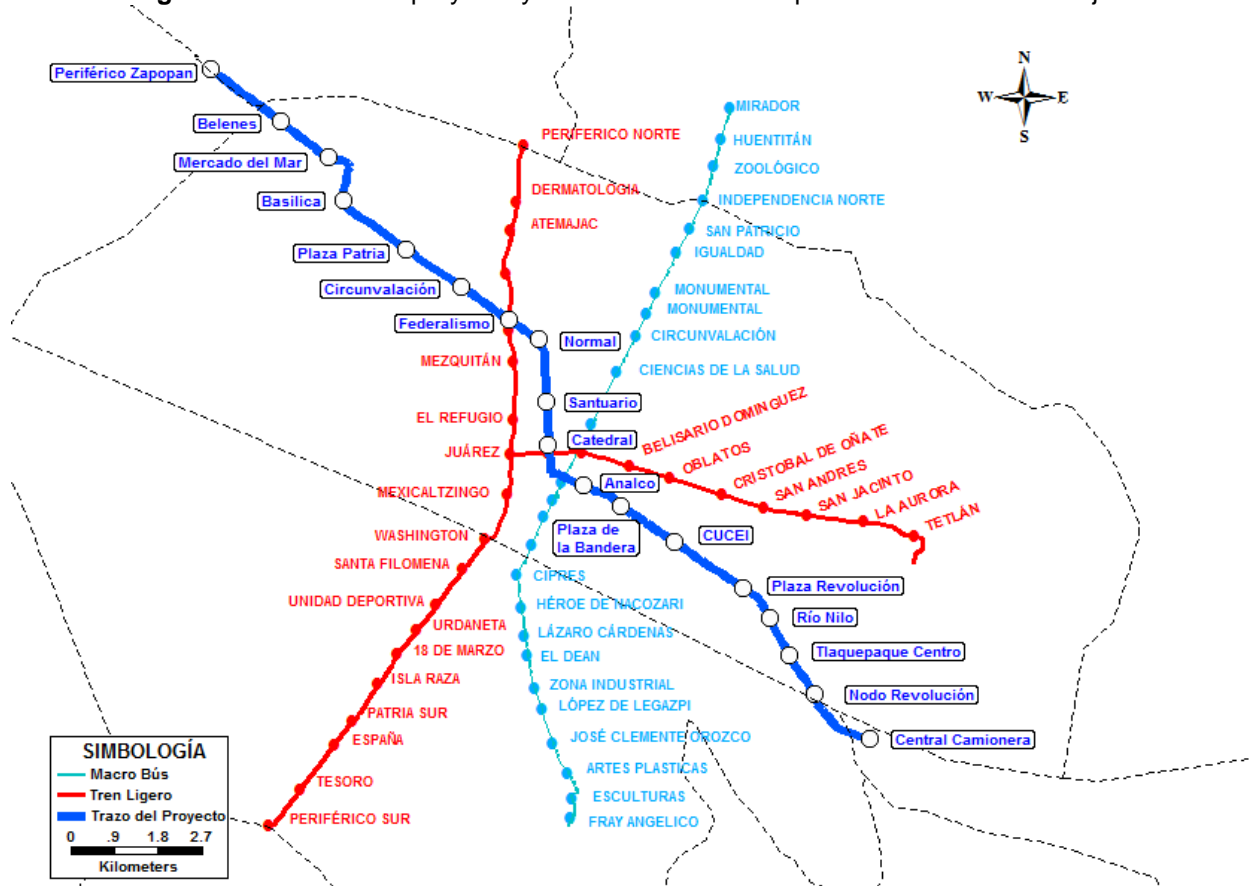 N
W E
S
Periférico Zapopan
Belenes
Mercado del Mar
Basilica
Plaza Patria
Circunvalación
Federalismo
Normal
Santuario
Catedral
Analco
Plaza de
la Bandera
CUCEI
Plaza Revolución
Río Nilo
Tlaquepaque Centro
Nodo Revolución
Central Camionera
PERIFERICO NORTE
DERMATOLOGIA
ATEMAJAC
MEZQUITÁN
EL REFUGIO
JUÁREZ
MEXICALTZINGO
WASHINGTON
SANTA FILOMENA
UNIDAD DEPORTIVA
URDANETA
18 DE MARZO
ISLA RAZA
PATRIA SUR
ESPAÑA
TESORO
PERIFÉRICO SUR
BELISARIO DOMINGUEZ
OBLATOS
CRISTOBAL DE OÑATE
SAN ANDRES
SAN JACINTO
LA AURORA
TETLÁN
MIRADOR
HUENTITÁN
ZOOLÓGICO
INDEPENDENCIA NORTE
SAN PATRICIO
IGUALDAD
MONUMENTAL
MONUMENTAL
CIRCUNVALACIÓN
CIENCIAS DE LA SALUD
CIPRES
HÉROE DE NACOZARI
LÁZARO CÁRDENAS
EL DEAN
ZONA INDUSTRIAL
LÓPEZ DE LEGAZPI
JOSÉ CLEMENTE OROZCO
ARTES PLASTICAS
ESCULTURAS
FRAY ANGELICO
SIMBOLOGÍA
Macro Bús
Tren Ligero
Trazo del Proyecto
0 .9 1.8 2.7
Kilometers